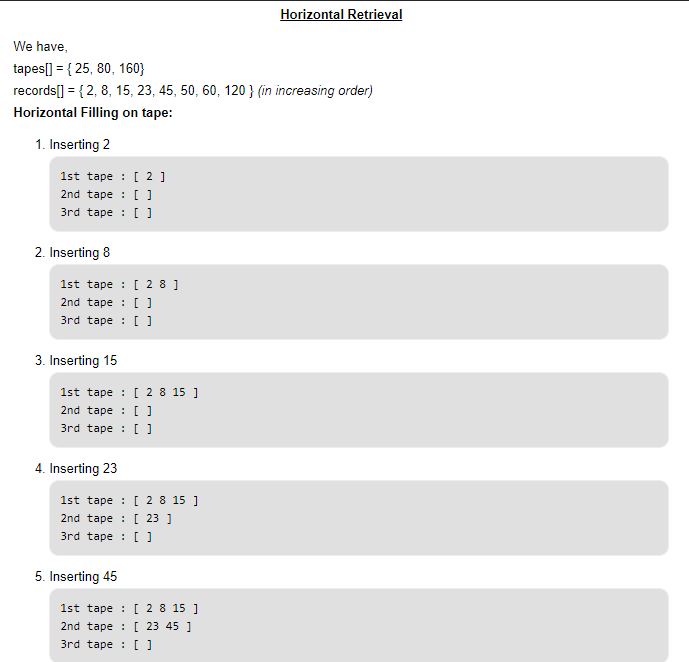 Horizontal Retrieval
We have,
tapes[] = { 25, 80, 160}
records[] = { 2, 8, 15, 23, 45, 50, 60, 120 } (in increasing order)
Horizontal Filling on tape:
1. Inserting 2
1st tape : [ 2 ]
2nd tape : [ ]
3rd tape : [ ]
2. Inserting 8
1st tape : [ 2 8 ]
2nd tape : [ ]
3rd tape : [ ]
3. Inserting 15
1st tape : [ 2 8 15 ]
2nd tape : [ ]
3rd tape : [ ]
4. Inserting 23
1st tape : [ 2 8 15 ]
2nd tape : [ 23 ]
3rd tape : [ ]
5. Inserting 45
1st tape : [ 2 8 15 ]
2nd tape : [ 23 45 ]
3rd tape : [ ]